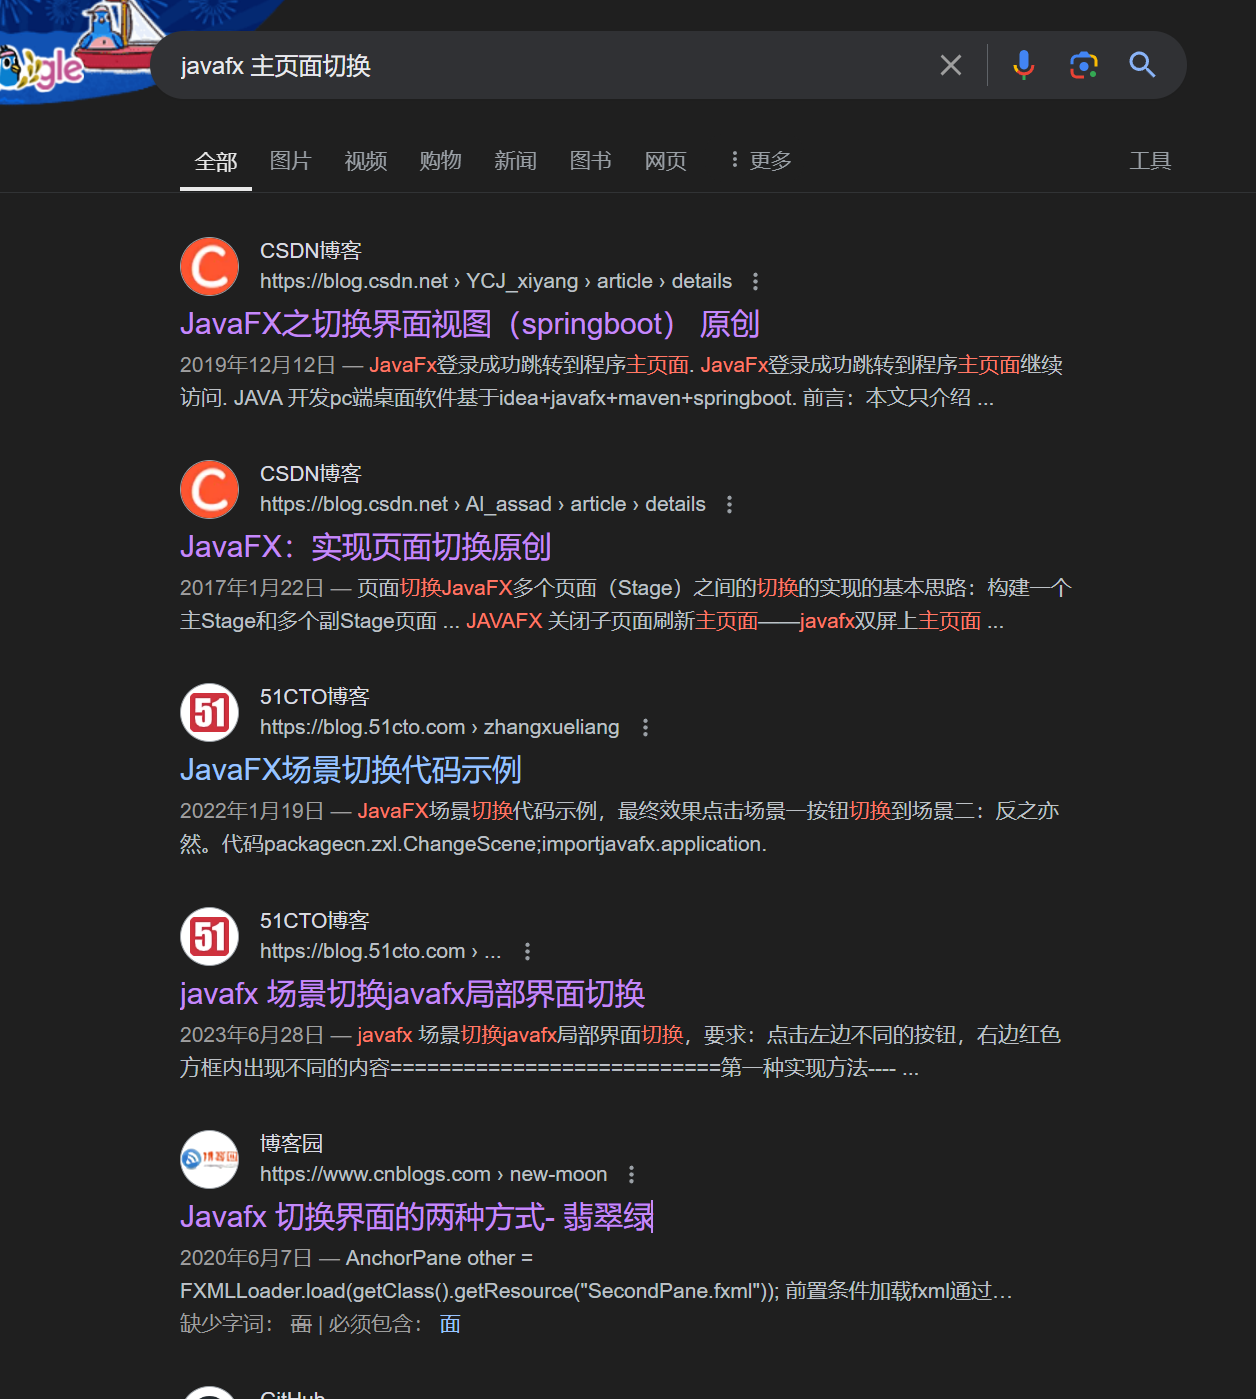 gle
javafx 主页面切换
全部 图片 视频 购物 新闻 图书 网页 更多 工具
CSDN博客
https://blog.csdn.net › YCJ_xiyang › article › details
JavaFX之切换界面视图（springboot） 原创
2019年12月12日 — JavaFx登录成功跳转到程序主页面. JavaFx登录成功跳转到程序主页面继续
访问. JAVA 开发pc端桌面软件基于idea+javafx+maven+springboot. 前言：本文只介绍 ...
CSDN博客
https://blog.csdn.net › Al_assad › article › details
JavaFX：实现页面切换原创
2017年1月22日 — 页面切换JavaFX多个页面（Stage）之间的切换的实现的基本思路：构建一个
主Stage和多个副Stage页面 ... JAVAFX 关闭子页面刷新主页面——javafx双屏上主页面 ...
51
51CTO博客
https://blog.51cto.com › zhangxueliang
JavaFX场景切换代码示例
2022年1月19日 — JavaFX场景切换代码示例，最终效果点击场景一按钮切换到场景二：反之亦
然。代码packagecn.zxl.ChangeScene;importjavafx.application.
51
51CTO博客
https://blog.51cto.com › ...
javafx 场景切换javafx局部界面切换
2023年6月28日 — javafx 场景切换javafx局部界面切换，要求：点击左边不同的按钮，右边红色
方框内出现不同的内容===========================第一种实现方法---- ...
博客园
博客园
https://www.cnblogs.com › new-moon
Javafx 切换界面的两种方式- 翡翠绿
2020年6月7日 — AnchorPane other =
FXMLLoader.load(getClass().getResource("SecondPane.fxml")); 前置条件加载fxml通过...
缺少字词： 面 | 必须包含： 面
GitHub